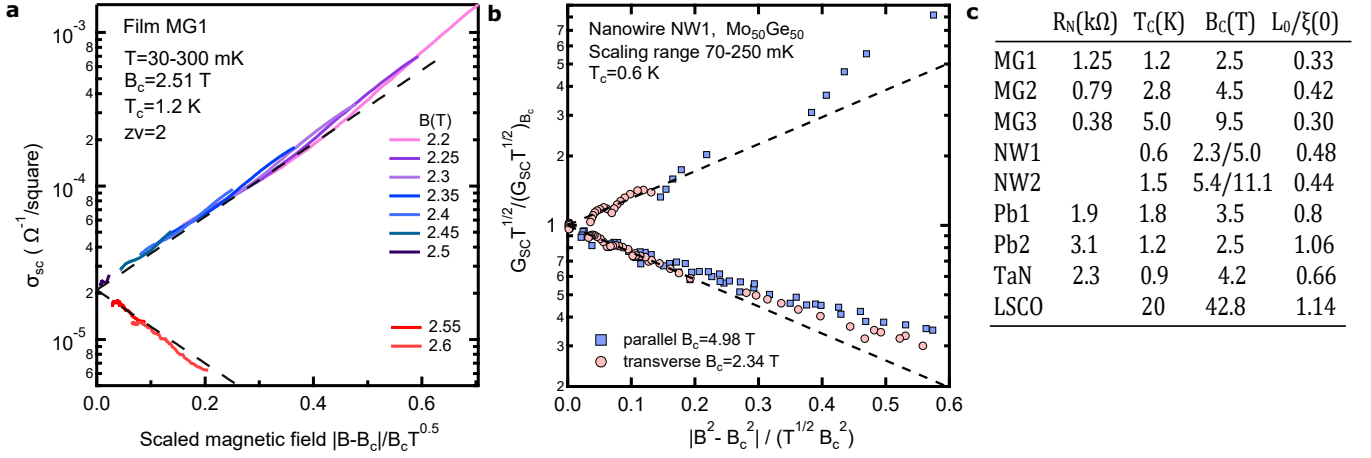 a
Film MG1
T=30-300 mK
B_c=2.51 T
T_c=1.2 K
zν=2
B(T)
2.2
2.25
2.3
2.35
2.4
2.45
2.5
2.55
2.6
10^-3
8
6
4
2
10^-4
8
6
4
2
10^-5
8
6
σ_sc ( Ω^-1/square)
0.0 0.2 0.4 0.6
Scaled magnetic field |B-B_c|/B_cT^0.5
b
Nanowire NW1, Mo_50Ge_50
Scaling range 70-250 mK
T_c=0.6 K
9
8
7
6
5
4
3
2
1
9
8
7
6
5
4
3
2
G_SC T^1/2/(G_SC T^1/2)_B_c
parallel B_c=4.98 T
transverse B_c=2.34 T
0.0 0.1 0.2 0.3 0.4 0.5 0.6
|B^2 - B_c^2| / (T^1/2 B_c^2)
c
R_N(kΩ) T_C(K) B_C(T) L_0/ξ(0)
MG1 1.25 1.2 2.5 0.33
MG2 0.79 2.8 4.5 0.42
MG3 0.38 5.0 9.5 0.30
NW1 0.6 2.3/5.0 0.48
NW2 1.5 5.4/11.1 0.44
Pb1 1.9 1.8 3.5 0.8
Pb2 3.1 1.2 2.5 1.06
TaN 2.3 0.9 4.2 0.66
LSCO 20 42.8 1.14